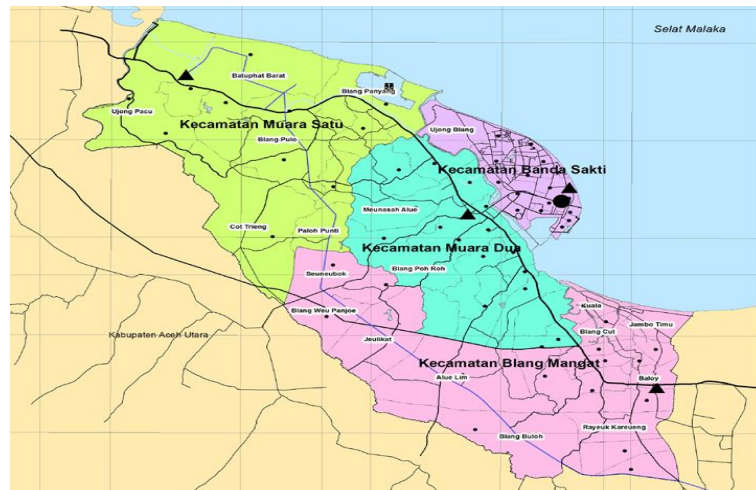 Selat Malaka
Batuphat Barat
Blang Panyang
Ujong Pacu
Kecamatan Muara Satu
Ujong Blang
Blang Pulo
Kecamatan Banda Sakti
Meunasah Alue
Cot Trieng
Paloh Punti
Kecamatan Muara Dua
Seuneubok
Blang Poh Roh
Kuala
Blang Weu Panjoe
Jambo Timu
Kabupaten Aceh Utara
Jeulikat
Blang Cut
Kecamatan Blang Mangat
Alue Lim
Baloy
Rayeuk Kareueng
Blang Buloh